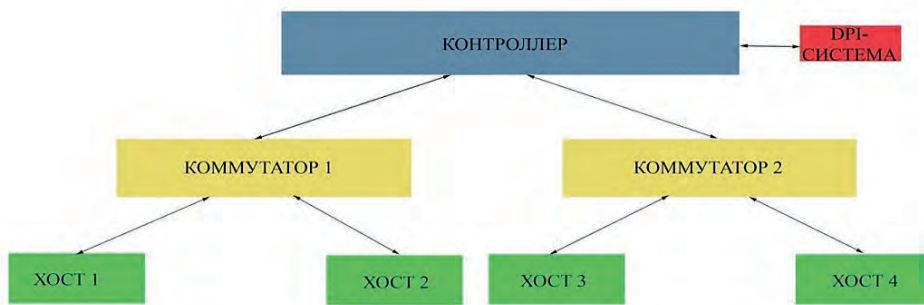 КОНТРОЛЛЕР
DPI-
СИСТЕМА
КОММУТАТОР 1
КОММУТАТОР 2
ХОСТ 1
ХОСТ 2
ХОСТ 3
ХОСТ 4